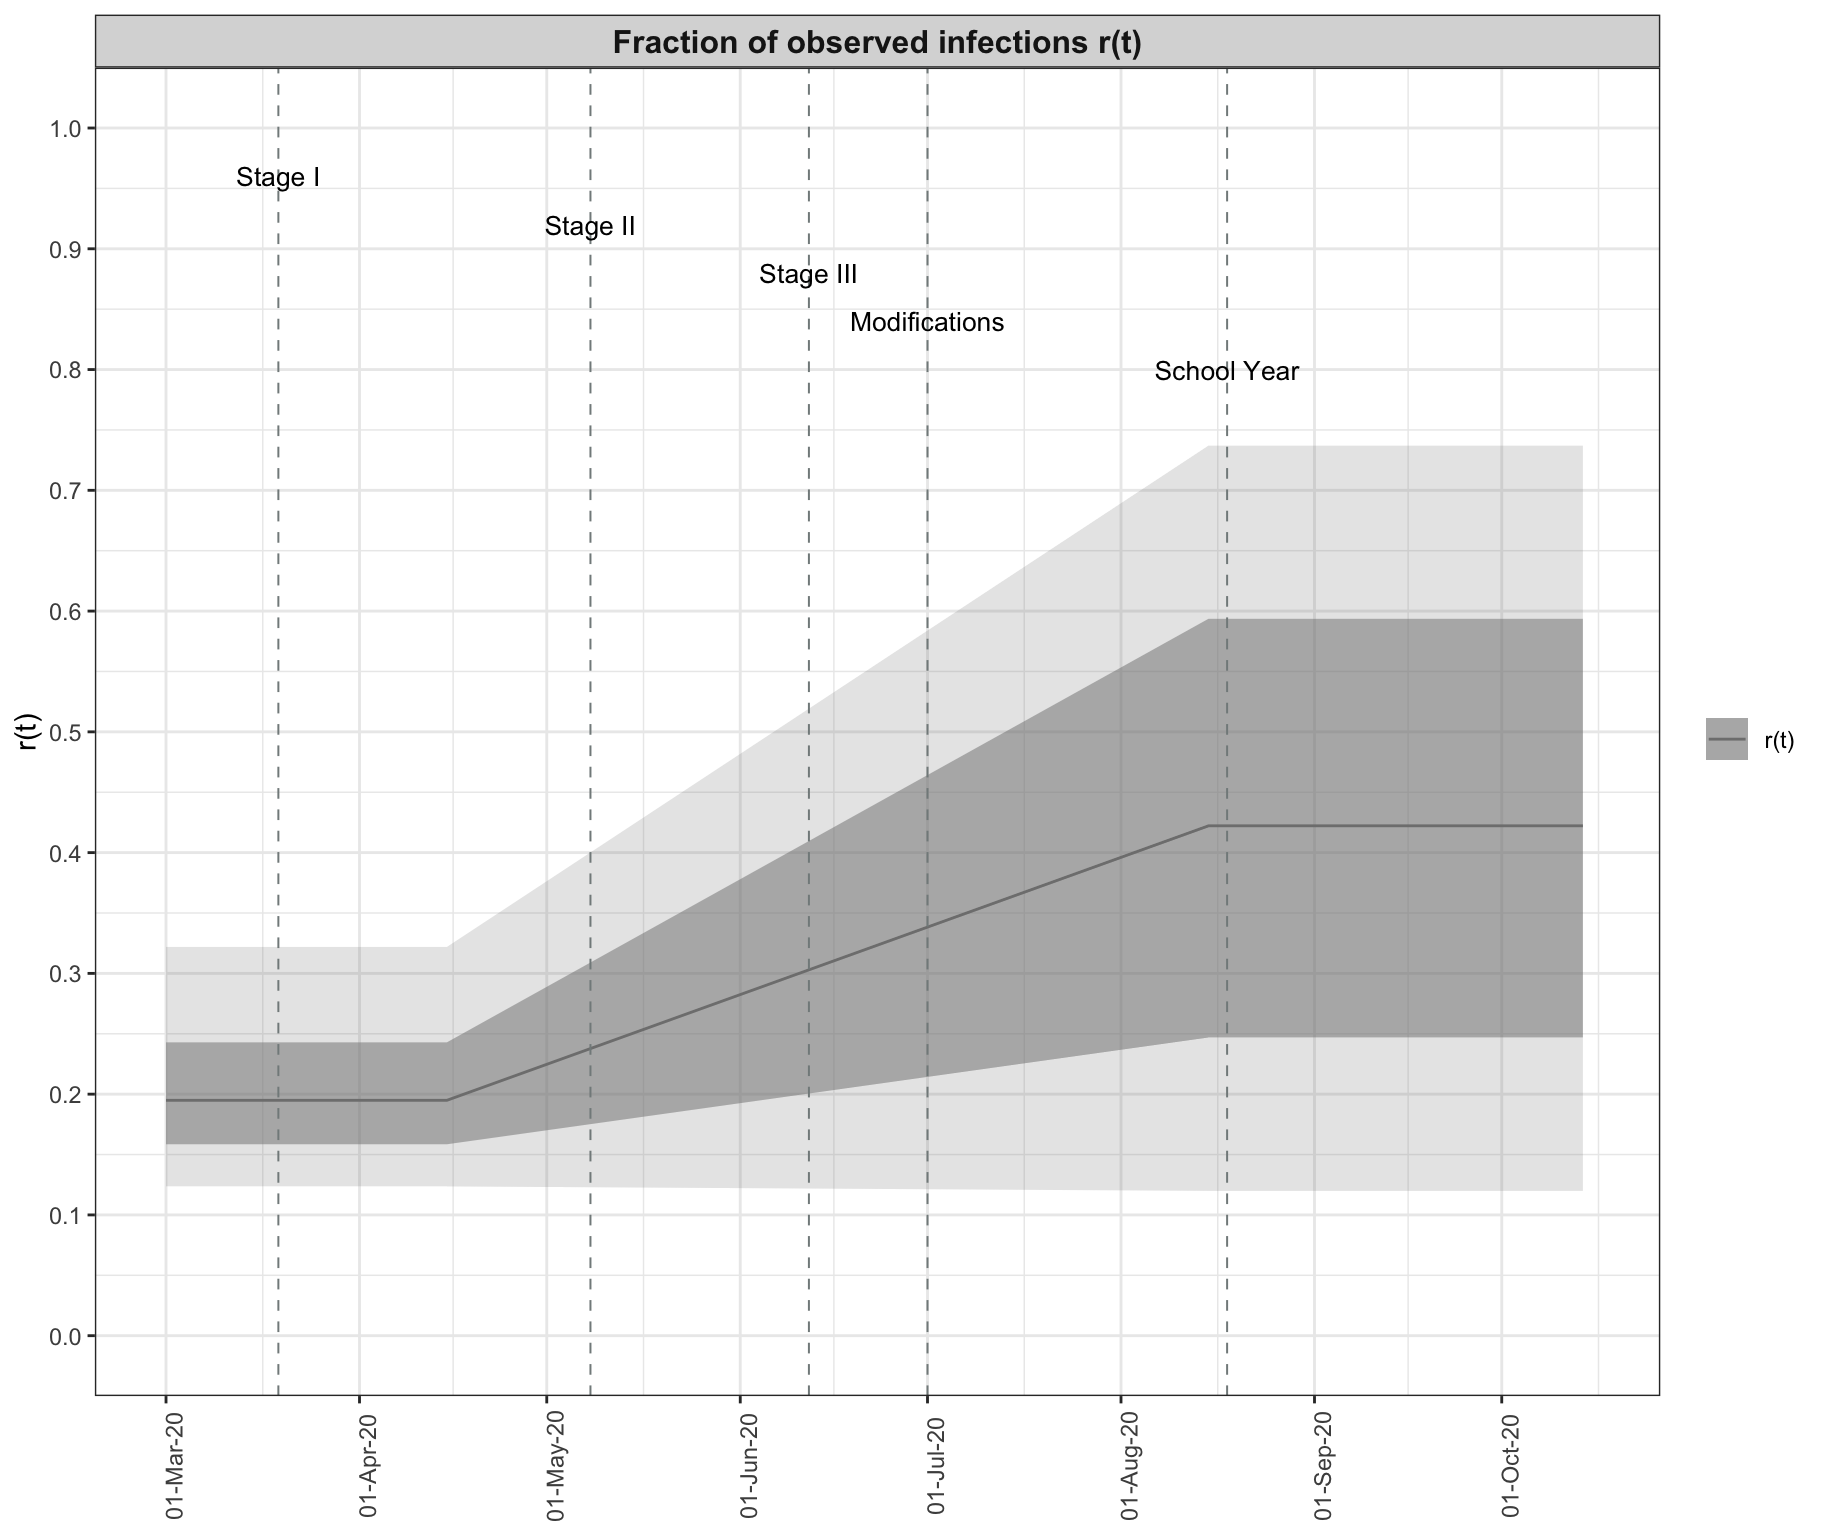 Fraction of observed infections r(t)
1.0
0.9
0.8
0.7
0.6
0.5
0.4
0.3
0.2
0.1
0.0
r(t)
Stage I
Stage II
Stage III
Modifications
School Year
r(t)
01-Mar-20
01-Apr-20
01-May-20
01-Jun-20
01-Jul-20
01-Aug-20
01-Sep-20
01-Oct-20